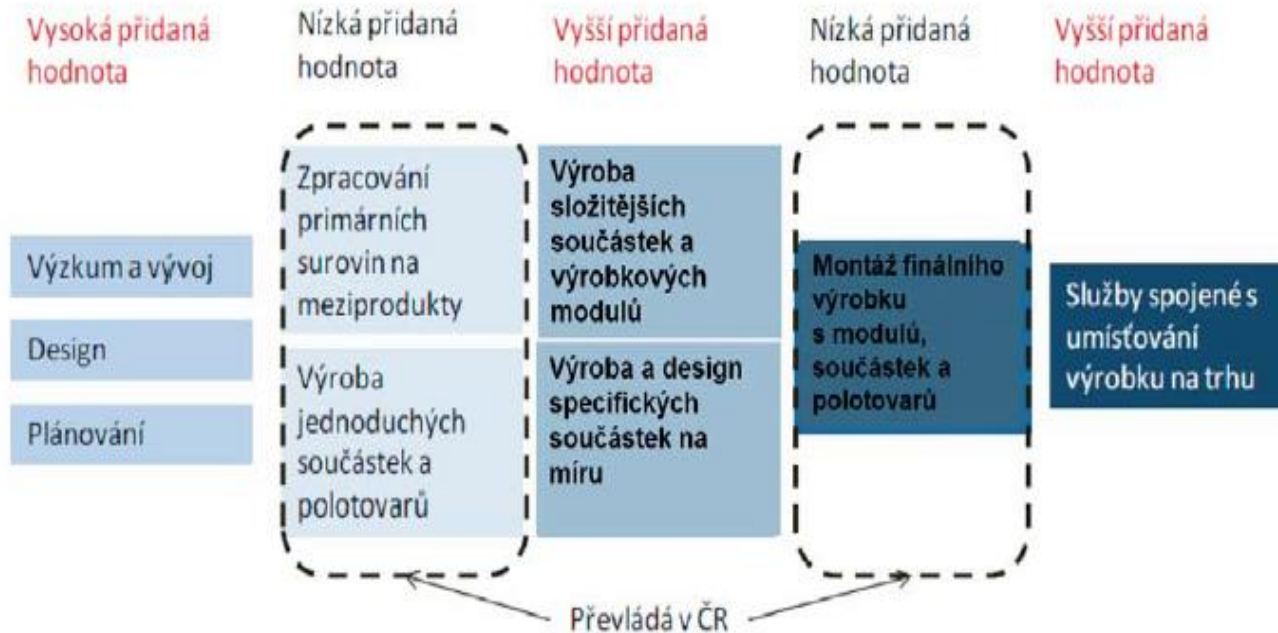 Vysoká přidaná
hodnota
Nízká přidaná
hodnota
Vyšší přidaná
hodnota
Nízká přidaná
hodnota
Vyšší přidaná
hodnota
Výzkum a vývoj
Design
Plánování
Zpracování
primárních
surovin na
meziprodukty
Výroba
jednoduchých
součástek a
polotovarů
Výroba
složitějších
součástek a
výrobkových
modulů
Výroba a design
specifických
součástek na
míru
Montáž finálního
výrobku
s modulů,
součástek a
polotovarů
Služby spojené s
umísťování
výrobku na trhu
Převládá v ČR